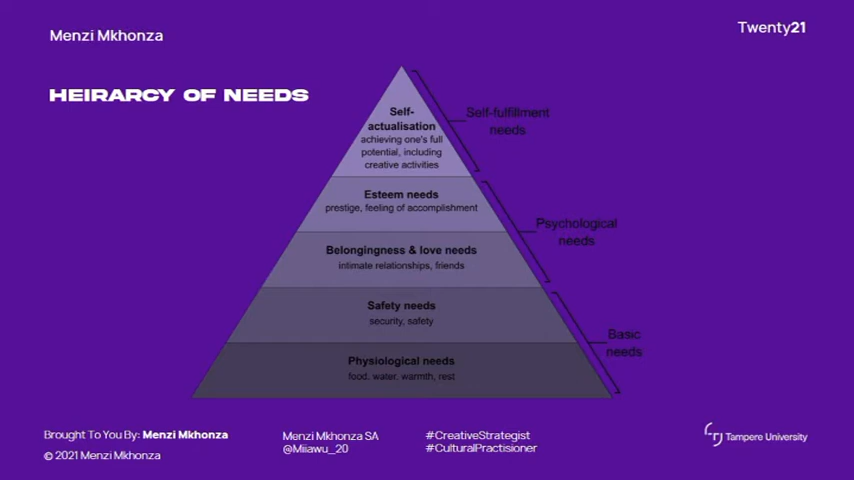 Menzi Mkhonza
Twenty21
HEIRARCY OF NEEDS
Self-
actualisation
achieving one's full
potential, including
creative activities
Self-fulfillment
needs
Esteem needs
prestige, feeling of accomplishment
Psychological
needs
Belongingness & love needs
intimate relationships, friends
Safety needs
security, safety
Basic
needs
Physiological needs
food, water, warmth, rest
Brought To You By: Menzi Mkhonza
© 2021 Menzi Mkhonza
Menzi Mkhonza SA
@Miiawu_20
#CreativeStrategist
#CulturalPractisioner
Tampere University